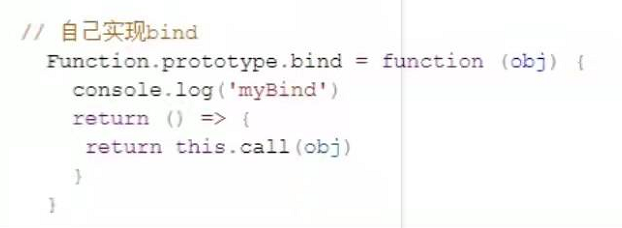 // 自己实现bind
Function.prototype.bind = function (obj) {
console.log('myBind')
return () => {
return this.call(obj)
}
}